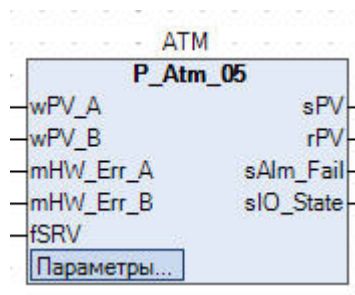 ATM
P_Atm_05
wPV_A sPV
wPV_B rPV
mHW_Err_A sAlm_Fail
mHW_Err_B sIO_State
fSRV
Параметры...